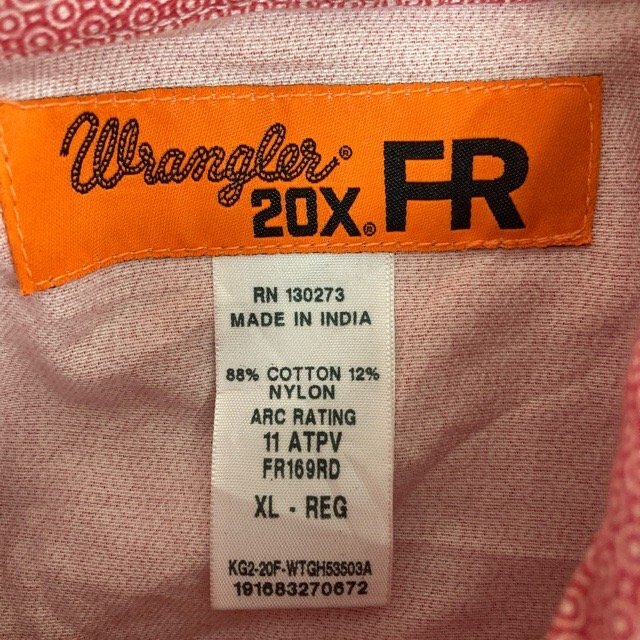 Wrangler®
20X® FR
RN 130273
MADE IN INDIA
88% COTTON 12%
NYLON
ARC RATING
11 ATPV
FR169RD
XL - REG
KG2-20F-WTGH53503A
191683270672